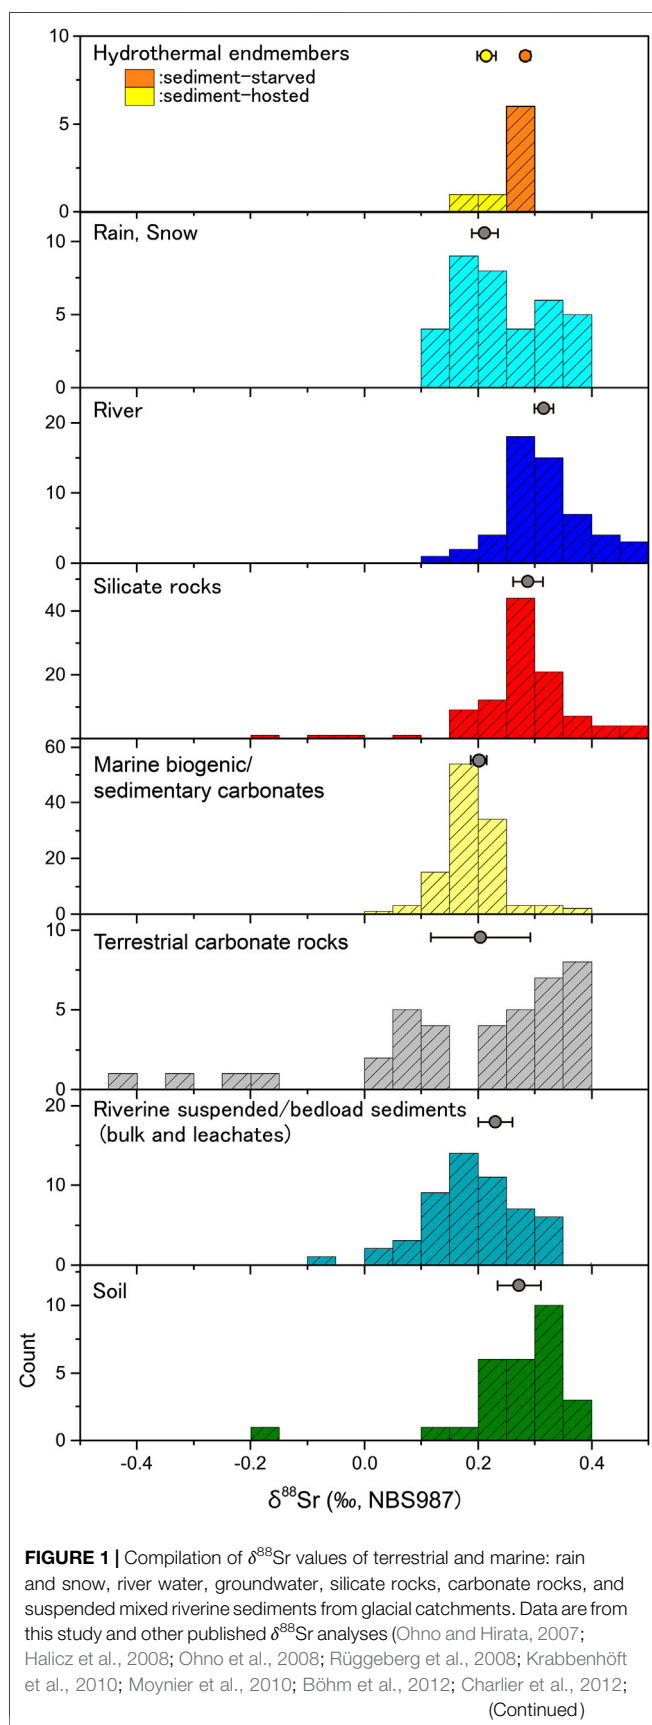 10
Hydrothermal endmembers
:sediment-starved
:sediment-hosted
5
0
10
Rain, Snow
5
0
20
River
10
0
Silicate rocks
40
20
60
Marine biogenic/
sedimentary carbonates
40
20
0
10
Terrestrial carbonate rocks
5
0
20
Riverine suspended/bedload sediments
(bulk and leachates)
10
0
Soil
10
5
0
Count
-0.4 -0.2 0.0 0.2 0.4
δ88Sr (‰, NBS987)
FIGURE 1 | Compilation of δ88Sr values of terrestrial and marine: rain
and snow, river water, groundwater, silicate rocks, carbonate rocks, and
suspended mixed riverine sediments from glacial catchments. Data are from
this study and other published δ88Sr analyses (Ohno and Hirata, 2007;
Halicz et al., 2008; Ohno et al., 2008; Rüggeberg et al., 2008; Krabbenhöft
et al., 2010; Moynier et al., 2010; Böhm et al., 2012; Charlier et al., 2012;
(Continued)